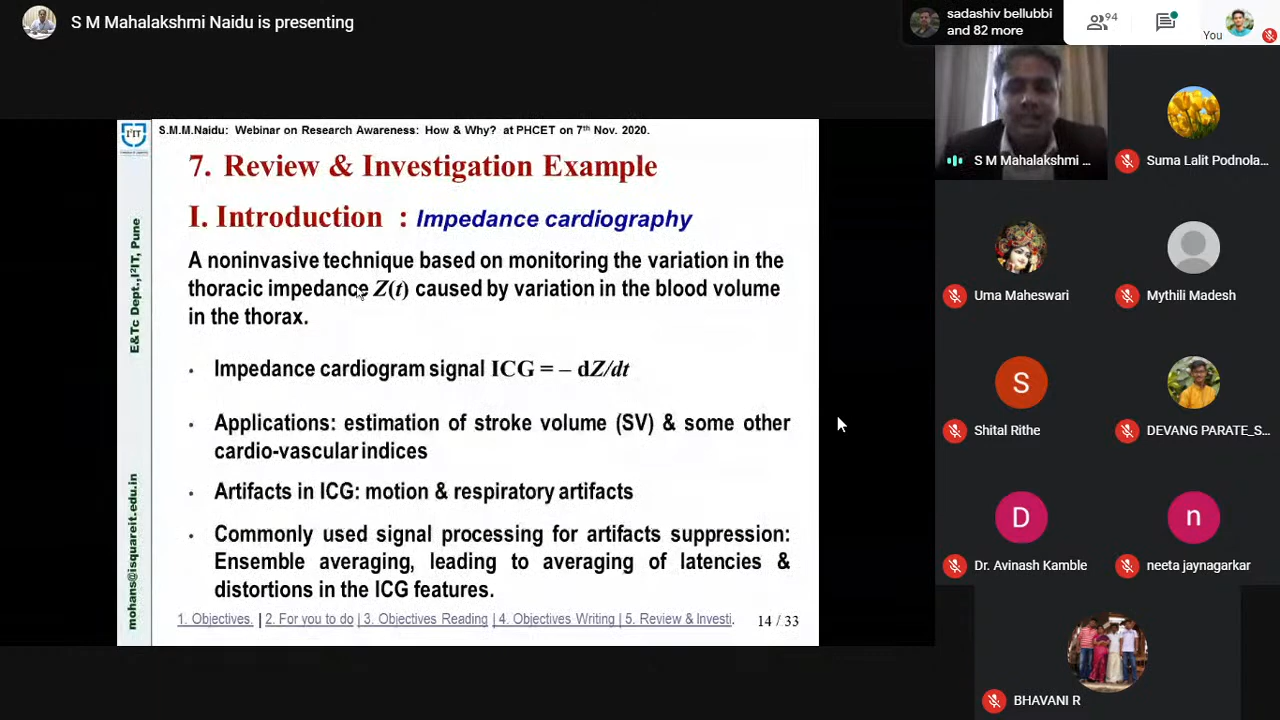 S M Mahalakshmi Naidu is presenting
sadashiv bellubbi
and 82 more
94
You
I²IT
S.M.M.Naidu: Webinar on Research Awareness: How & Why? at PHCET on 7th Nov. 2020.
7. Review & Investigation Example
I. Introduction : Impedance cardiography
A noninvasive technique based on monitoring the variation in the
thoracic impedance Z(t) caused by variation in the blood volume
in the thorax.
• Impedance cardiogram signal ICG = – dZ/dt
• Applications: estimation of stroke volume (SV) & some other
cardio-vascular indices
• Artifacts in ICG: motion & respiratory artifacts
• Commonly used signal processing for artifacts suppression:
Ensemble averaging, leading to averaging of latencies &
distortions in the ICG features.
1. Objectives. | 2. For you to do | 3. Objectives Reading | 4. Objectives Writing | 5. Review & Investi.
14 / 33
E&Tc Dept.,I²IT, Pune
mohans@isquareit.edu.in
S M Mahalakshmi ...
Suma Lalit Podnola...
Uma Maheswari
Mythili Madesh
S
Shital Rithe
DEVANG PARATE_S...
D
Dr. Avinash Kamble
n
neeta jaynagarkar
BHAVANI R